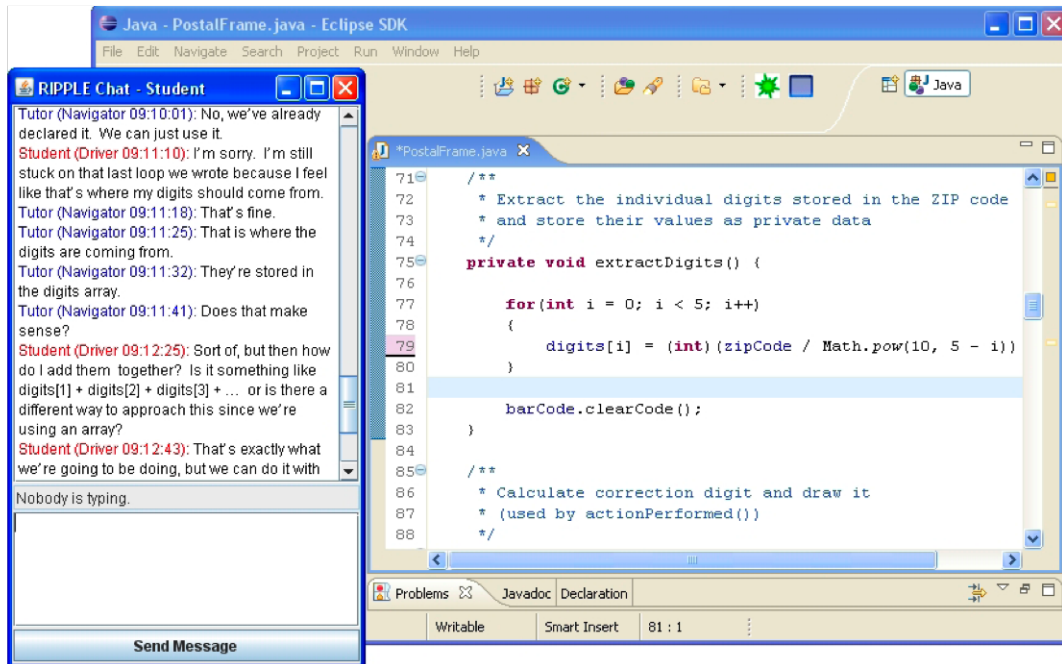 Java - PostalFrame.java - Eclipse SDK
File Edit Navigate Search Project Run Window Help
RIPPLE Chat - Student
Tutor (Navigator 09:10:01): No, we've already
declared it. We can just use it.
Student (Driver 09:11:10): I'm sorry. I'm still
stuck on that last loop we wrote because I feel
like that's where my digits should come from.
Tutor (Navigator 09:11:18): That's fine.
Tutor (Navigator 09:11:25): That is where the
digits are coming from.
Tutor (Navigator 09:11:32): They're stored in
the digits array.
Tutor (Navigator 09:11:41): Does that make
sense?
Student (Driver 09:12:25): Sort of, but then how
do I add them together? Is it something like
digits[1] + digits[2] + digits[3] + ... or is there a
different way to approach this since we're
using an array?
Student (Driver 09:12:43): That's exactly what
we're going to be doing, but we can do it with
Nobody is typing.
Send Message
Java
*PostalFrame.java
71 /**
72 * Extract the individual digits stored in the ZIP code
73 * and store their values as private data
74 */
75 private void extractDigits() {
76
77 for(int i = 0; i < 5; i++)
78 {
79 digits[i] = (int)(zipCode / Math.pow(10, 5 - i))
80 }
81
82 barCode.clearCode();
83 }
84
85 /**
86 * Calculate correction digit and draw it
87 * (used by actionPerformed())
88 */
Problems Javadoc Declaration
Writable Smart Insert 81 : 1